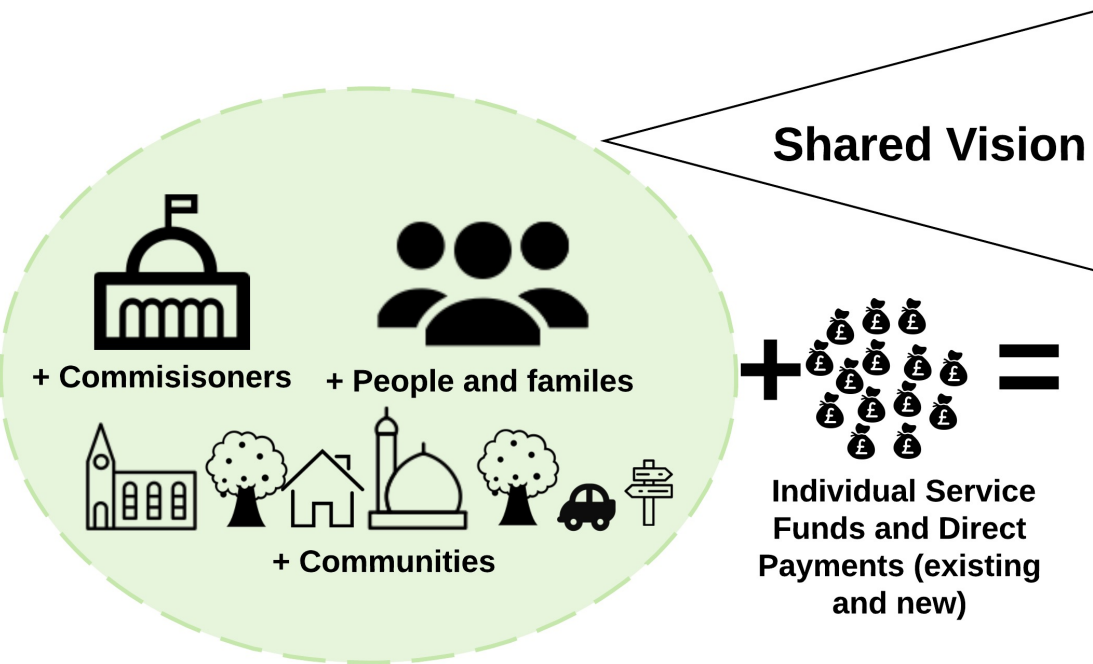 Shared Vision
+ Commisisoners
+ People and familes
+ Communities
+
£ £ £ £ £ £ £ £ £ £ £ £ £ £
=
Individual Service
Funds and Direct
Payments (existing
and new)